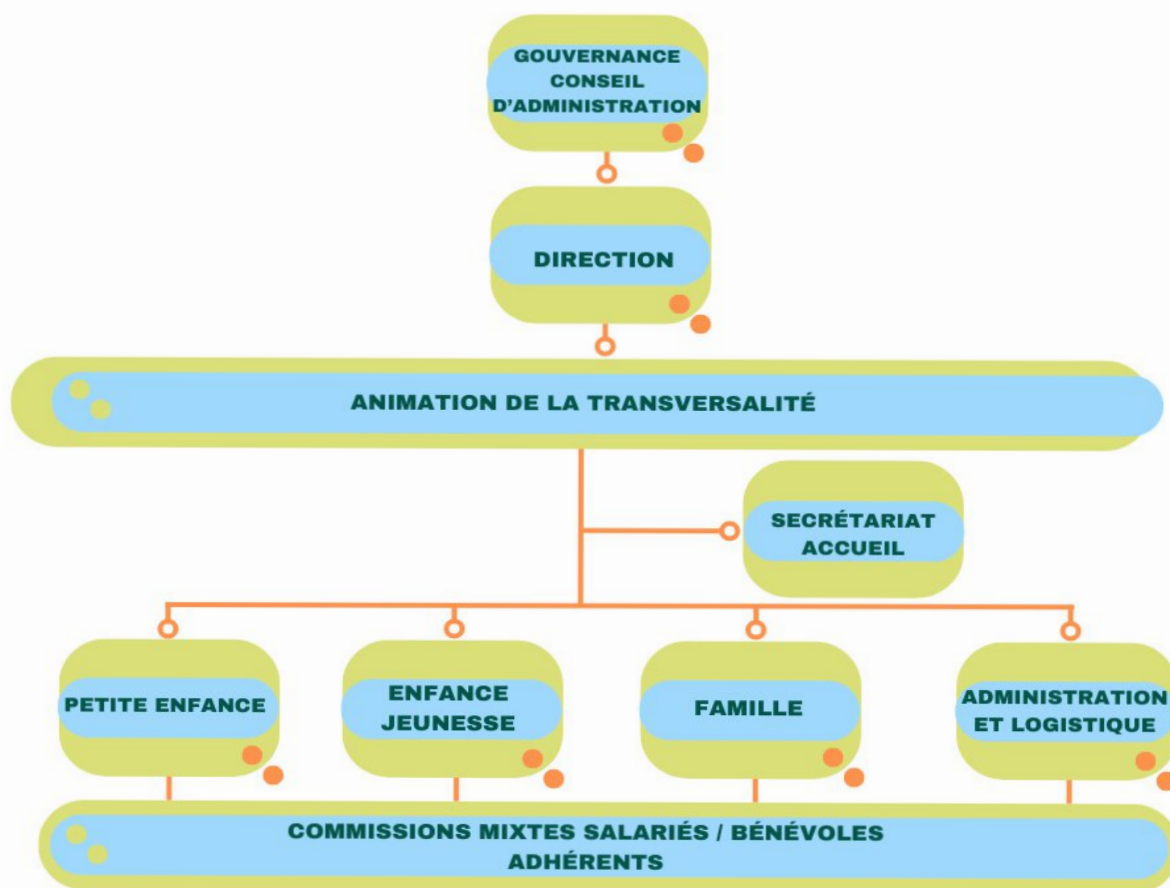 GOUVERNANCE
CONSEIL
D'ADMINISTRATION
DIRECTION
ANIMATION DE LA TRANSVERSALITÉ
SECRÉTARIAT
ACCUEIL
PETITE ENFANCE
ENFANCE
JEUNESSE
FAMILLE
ADMINISTRATION
ET LOGISTIQUE
COMMISSIONS MIXTES SALARIÉS / BÉNÉVOLES
ADHÉRENTS